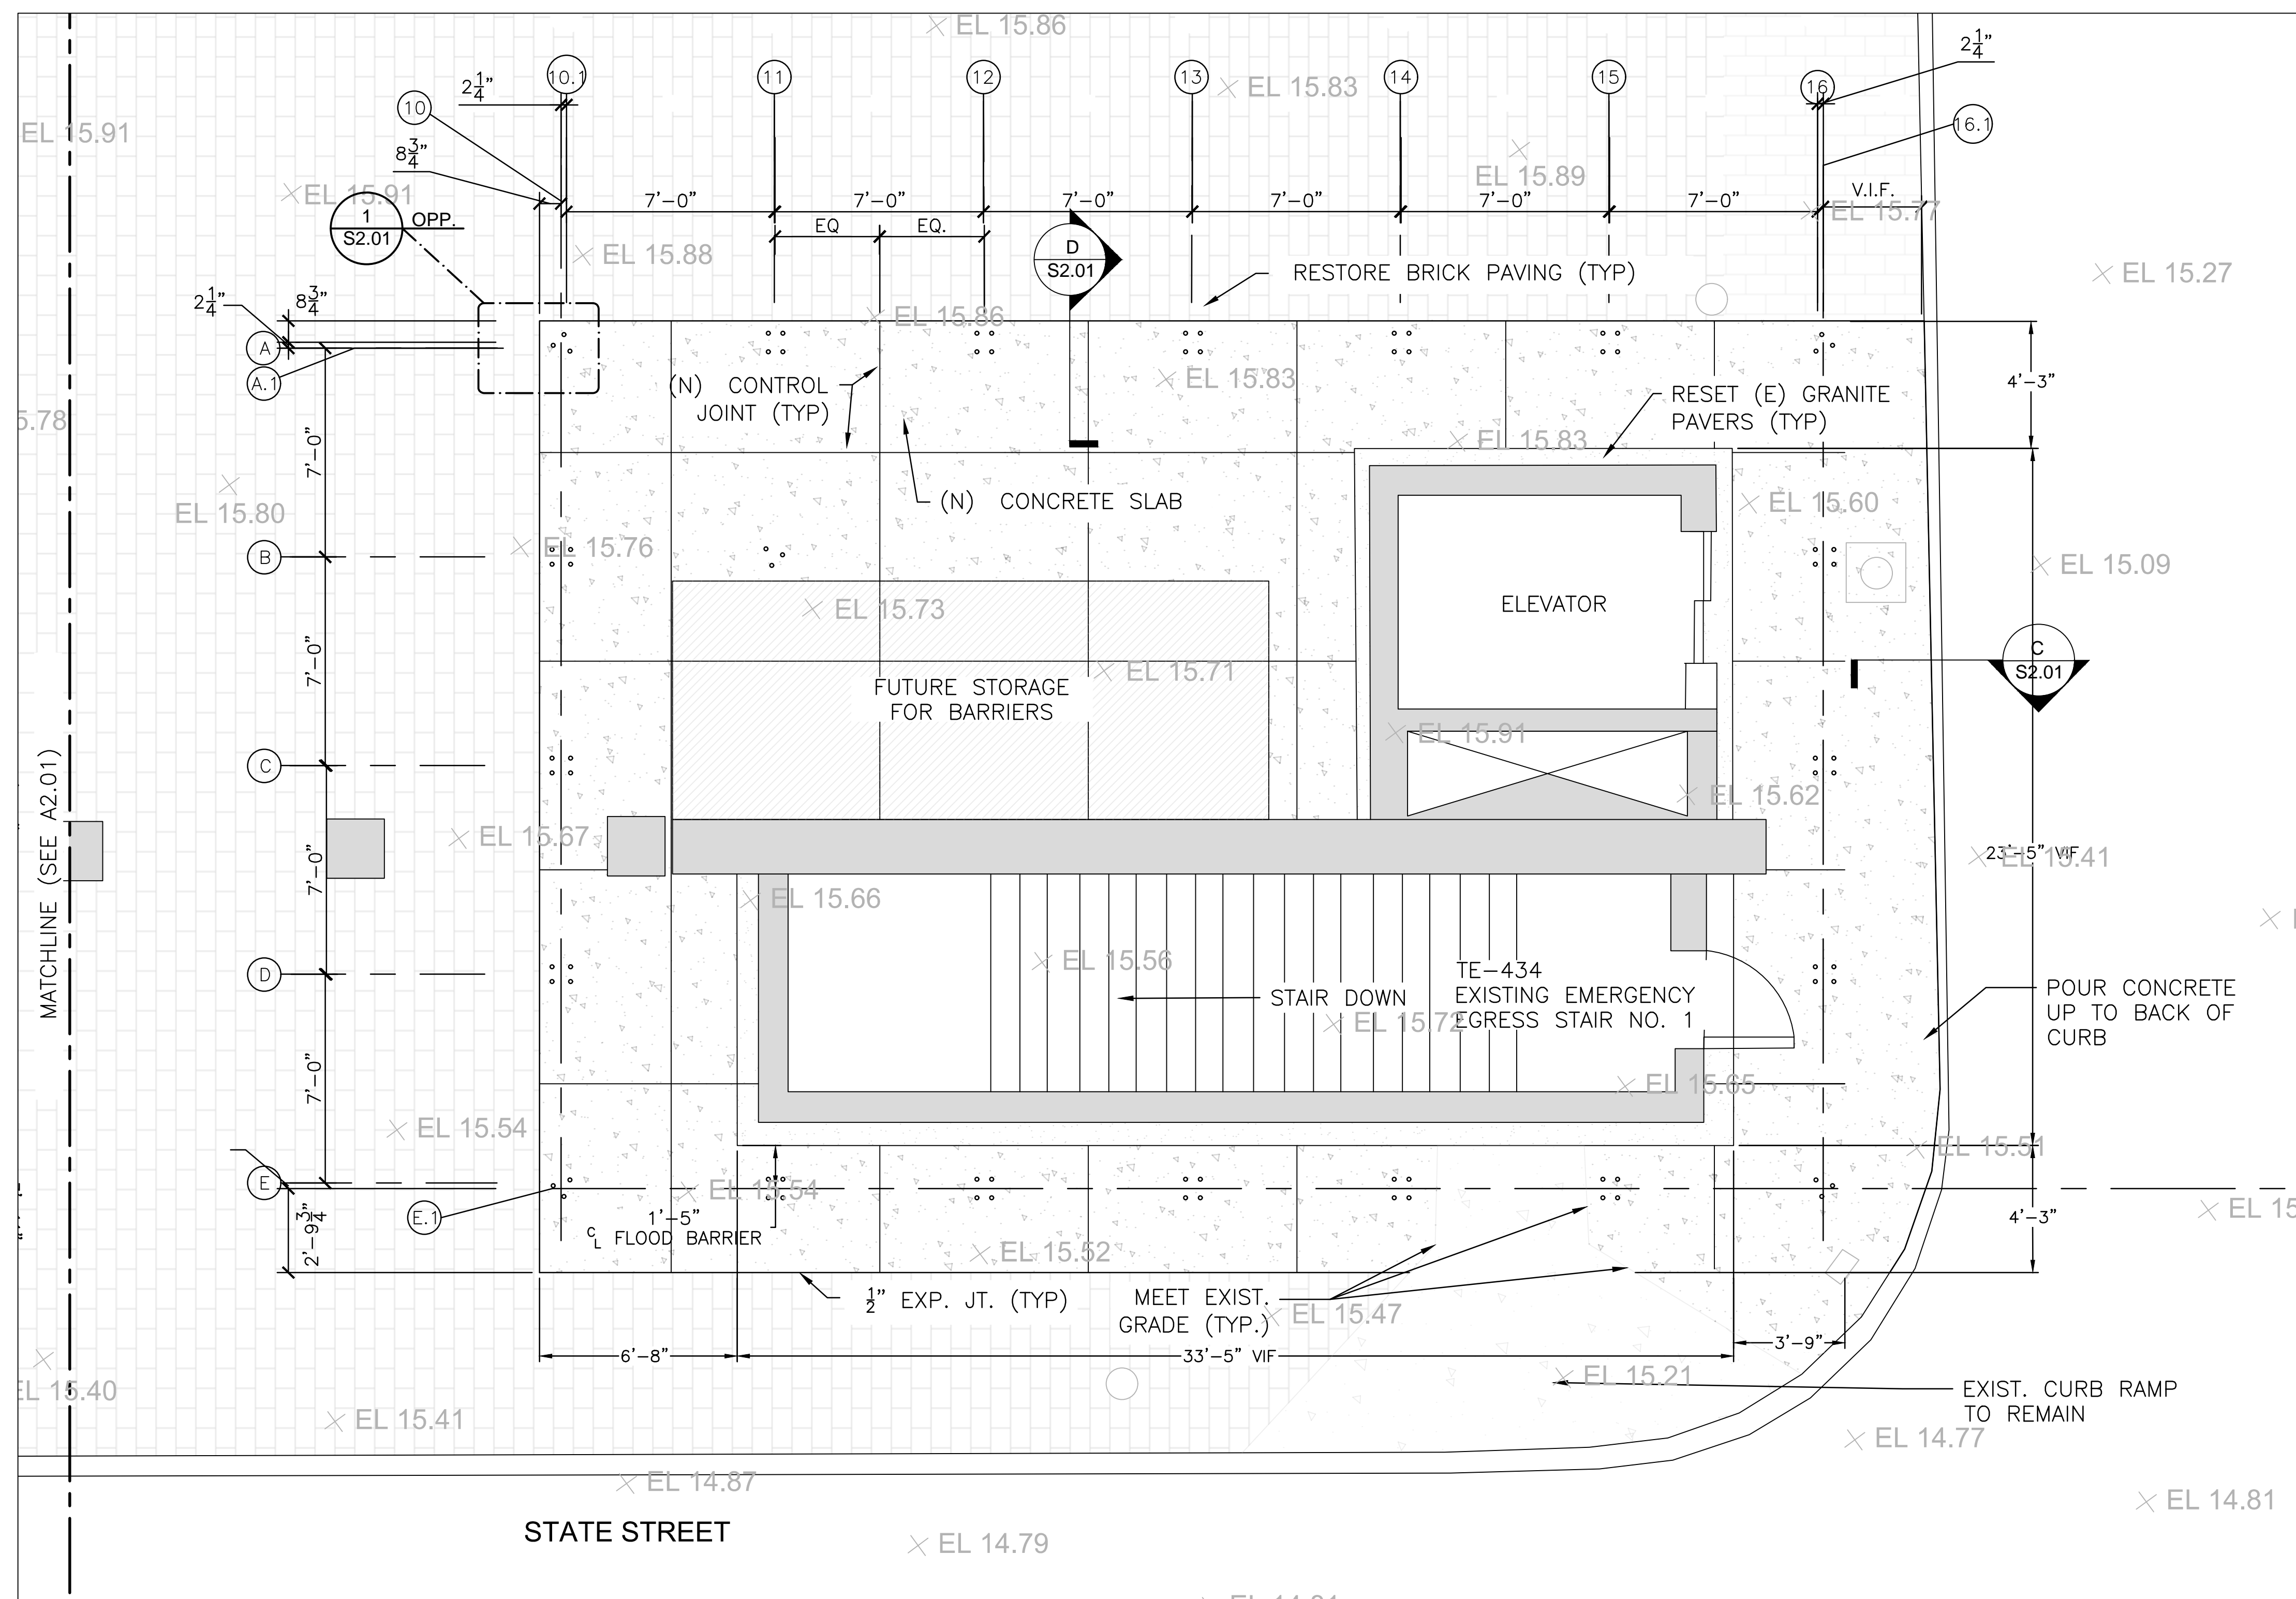 EL 15.86
2 1/4"
10.1
11
12
13
14
15
16
2 1/4"
10
EL 15.83
16.1
EL 15.91
8 3/4"
EL 15.89
EL 15.91
7'-0"
7'-0"
7'-0"
7'-0"
7'-0"
7'-0"
V.I.F.
EL 15.77
1
S2.01
OPP.
EQ
EQ.
EL 15.88
D
S2.01
RESTORE BRICK PAVING (TYP)
EL 15.27
2 1/4"
8 3/4"
EL 15.86
A
A.1
(N) CONTROL
JOINT (TYP)
EL 15.83
4'-3"
RESET (E) GRANITE
PAVERS (TYP)
5.78
EL 15.83
7'-0"
(N) CONCRETE SLAB
EL 15.60
EL 15.80
EL 15.76
B
EL 15.09
EL 15.73
ELEVATOR
7'-0"
EL 15.71
C
S2.01
FUTURE STORAGE
FOR BARRIERS
EL 15.91
C
EL 15.62
MATCHLINE (SEE A2.01)
EL 15.67
7'-0"
23'-5" VIF
EL 15.41
EL 15.66
D
EL 15.56
STAIR DOWN
TE-434
EXISTING EMERGENCY
EGRESS STAIR NO. 1
EL 15.72
POUR CONCRETE
UP TO BACK OF
CURB
7'-0"
EL 15.65
EL 15.54
EL 15.51
E
EL 15.54
E.1
2'-9 3/4"
1'-5"
CL FLOOD BARRIER
4'-3"
EL 15.52
1/2" EXP. JT. (TYP)
MEET EXIST.
GRADE (TYP.)
EL 15.47
6'-8"
33'-5" VIF
3'-9"
EL 15.40
EL 15.21
EXIST. CURB RAMP
TO REMAIN
EL 15.41
EL 14.77
EL 14.87
EL 14.81
STATE STREET
EL 14.79